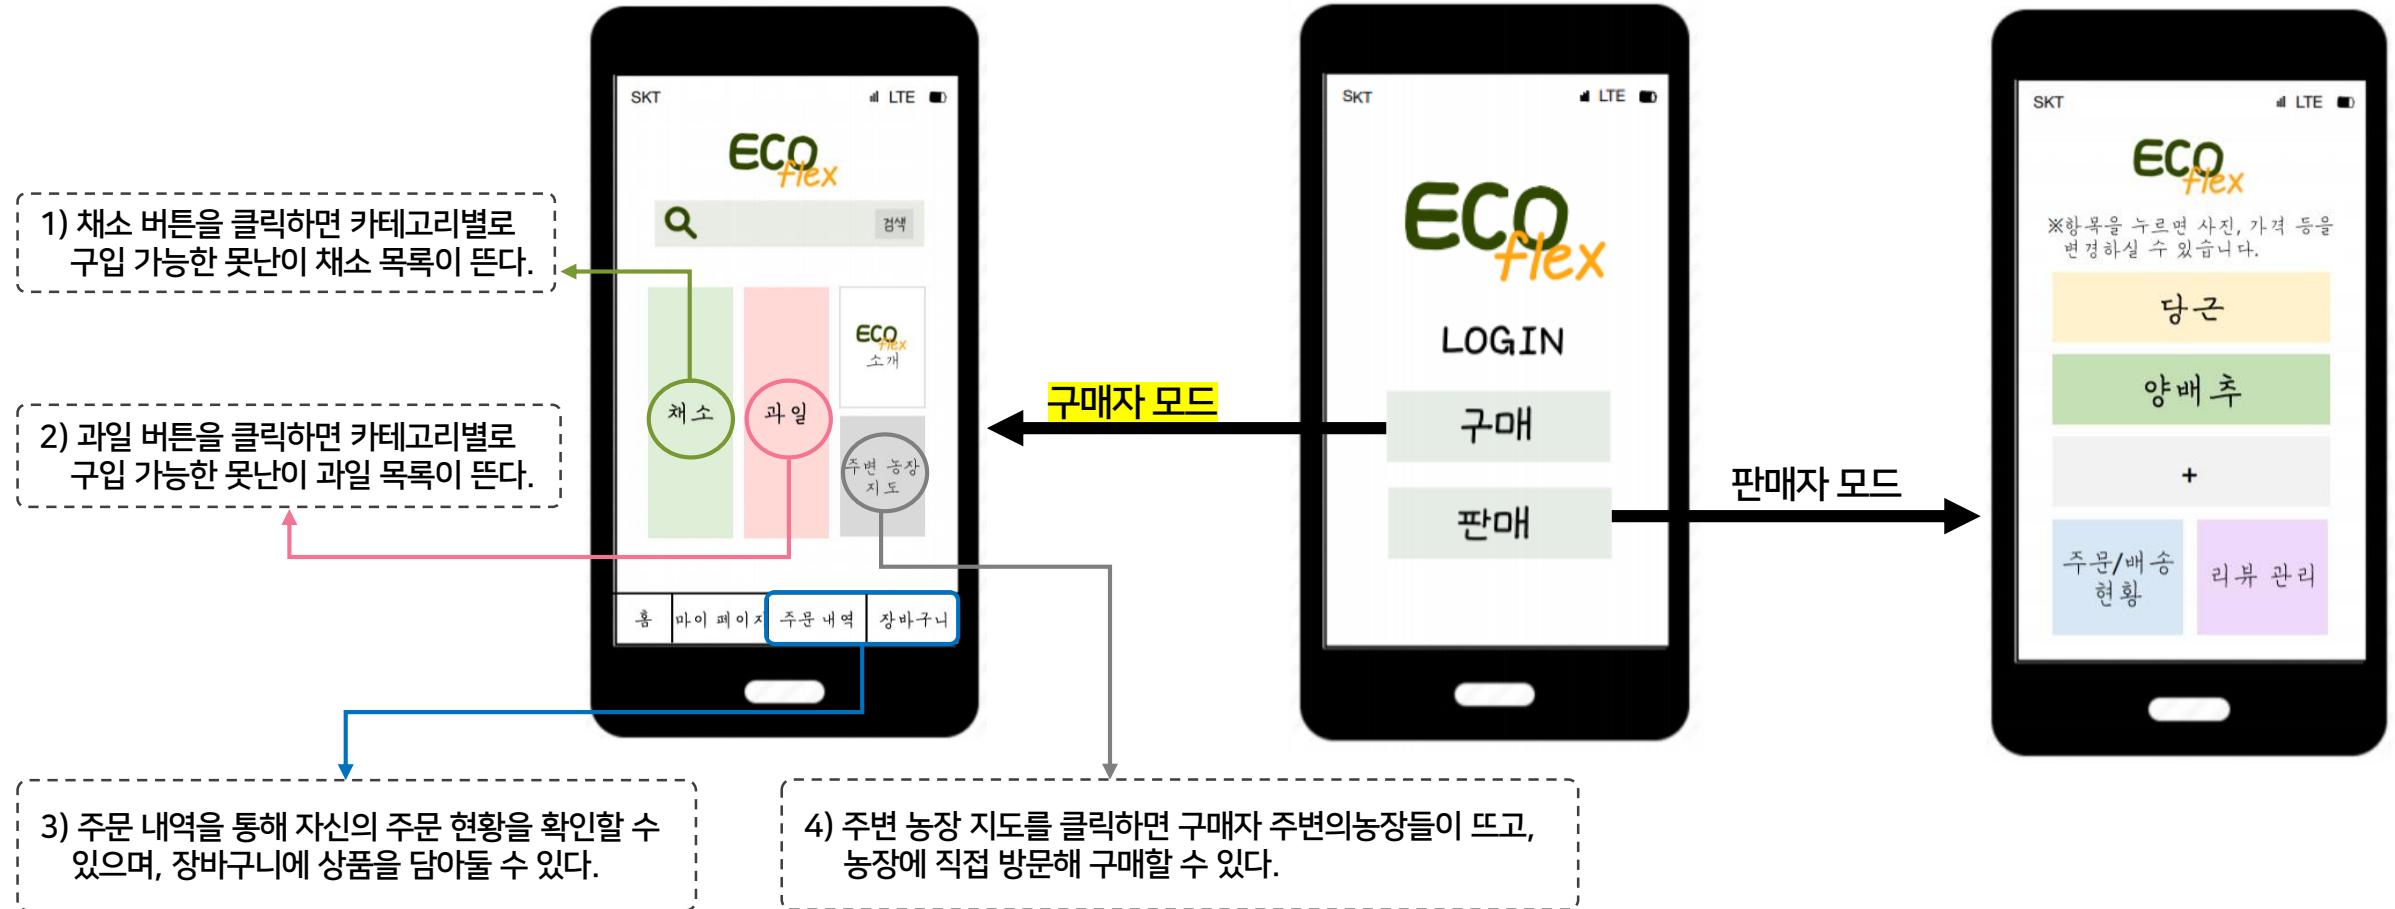 1) 채소 버튼을 클릭하면 카테고리별로
구입 가능한 못난이 채소 목록이 뜬다.
2) 과일 버튼을 클릭하면 카테고리별로
구입 가능한 못난이 과일 목록이 뜬다.
SKT
LTE
ECO
flex
검색
채소
과일
ECO
flex
소개
주변 농장
지도
홈
마이 페이지
주문 내역
장바구니
구매자 모드
SKT
LTE
ECO
flex
LOGIN
구매
판매
판매자 모드
SKT
LTE
ECO
flex
※항목을 누르면 사진, 가격 등을
변경하실 수 있습니다.
당근
양배추
+
주문/배송
현황
리뷰 관리
3) 주문 내역을 통해 자신의 주문 현황을 확인할 수
있으며, 장바구니에 상품을 담아둘 수 있다.
4) 주변 농장 지도를 클릭하면 구매자 주변의농장들이 뜨고,
농장에 직접 방문해 구매할 수 있다.